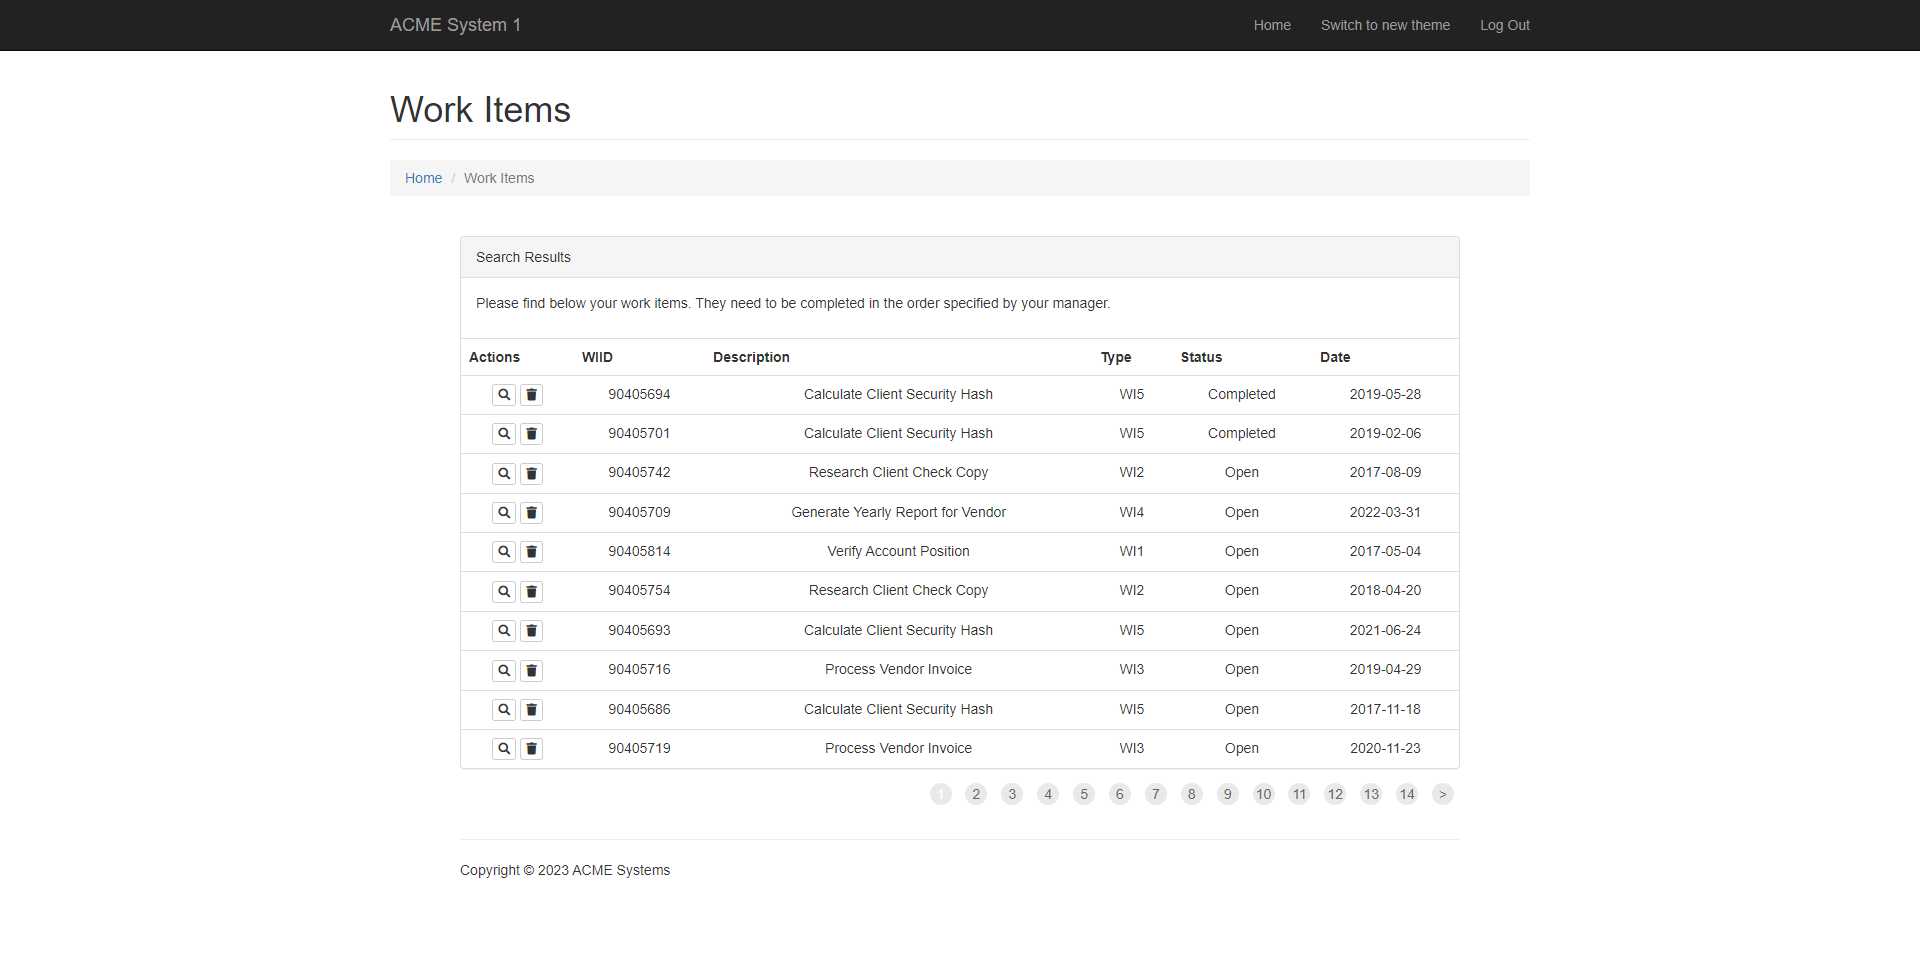 ACME System 1 Home Switch to new theme Log Out
Work Items
Home / Work Items
Search Results
Please find below your work items. They need to be completed in the order specified by your manager.
Actions WIID Description Type Status Date
90405694 Calculate Client Security Hash WI5 Completed 2019-05-28
90405701 Calculate Client Security Hash WI5 Completed 2019-02-06
90405742 Research Client Check Copy WI2 Open 2017-08-09
90405709 Generate Yearly Report for Vendor WI4 Open 2022-03-31
90405814 Verify Account Position WI1 Open 2017-05-04
90405754 Research Client Check Copy WI2 Open 2018-04-20
90405693 Calculate Client Security Hash WI5 Open 2021-06-24
90405716 Process Vendor Invoice WI3 Open 2019-04-29
90405686 Calculate Client Security Hash WI5 Open 2017-11-18
90405719 Process Vendor Invoice WI3 Open 2020-11-23
1 2 3 4 5 6 7 8 9 10 11 12 13 14 >
Copyright © 2023 ACME Systems